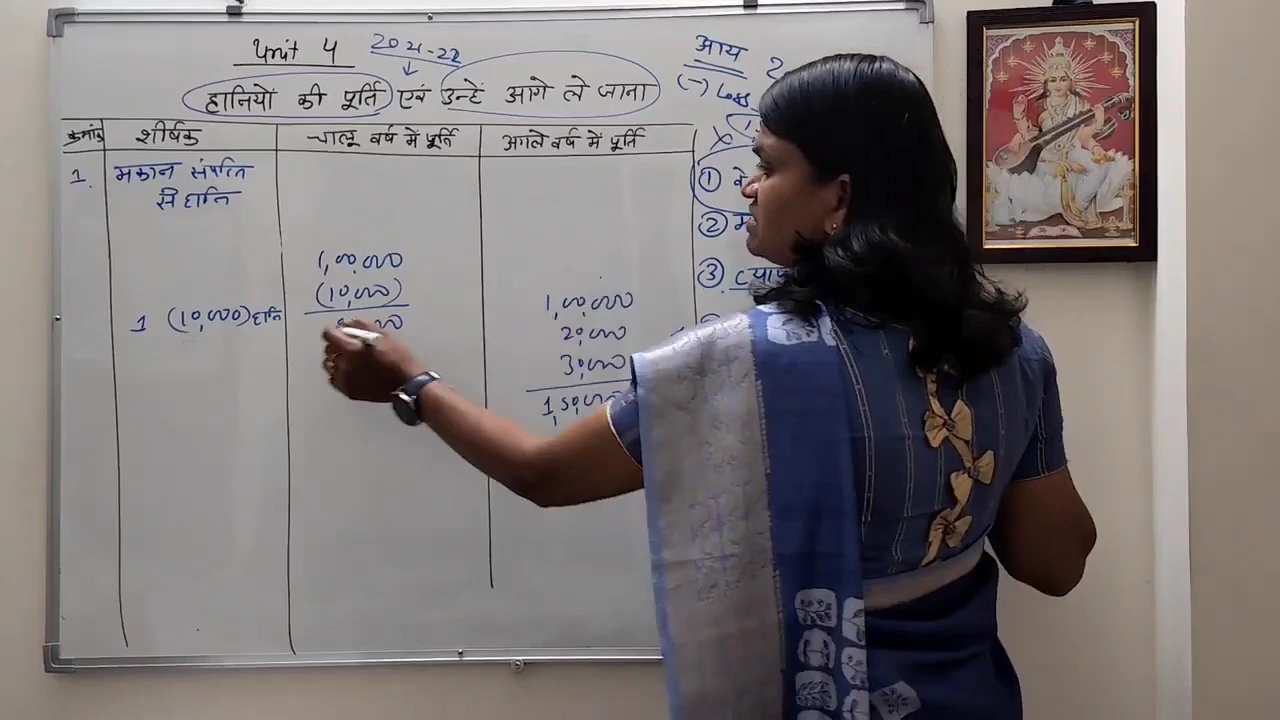 Unit 4 2021-22
हानियों की पूर्ति एवं उन्हें आगे ले जाना
क्रमांक शीर्षक चालू वर्ष में पूर्ति अगले वर्ष में पूर्ति
1. मकान संपत्ति
से हानि
1 (10,000) हानि
1,00,000
(10,000)
1,00,000
20,000
30,000
1,50,000
आय
(-) Loss
①
②
③